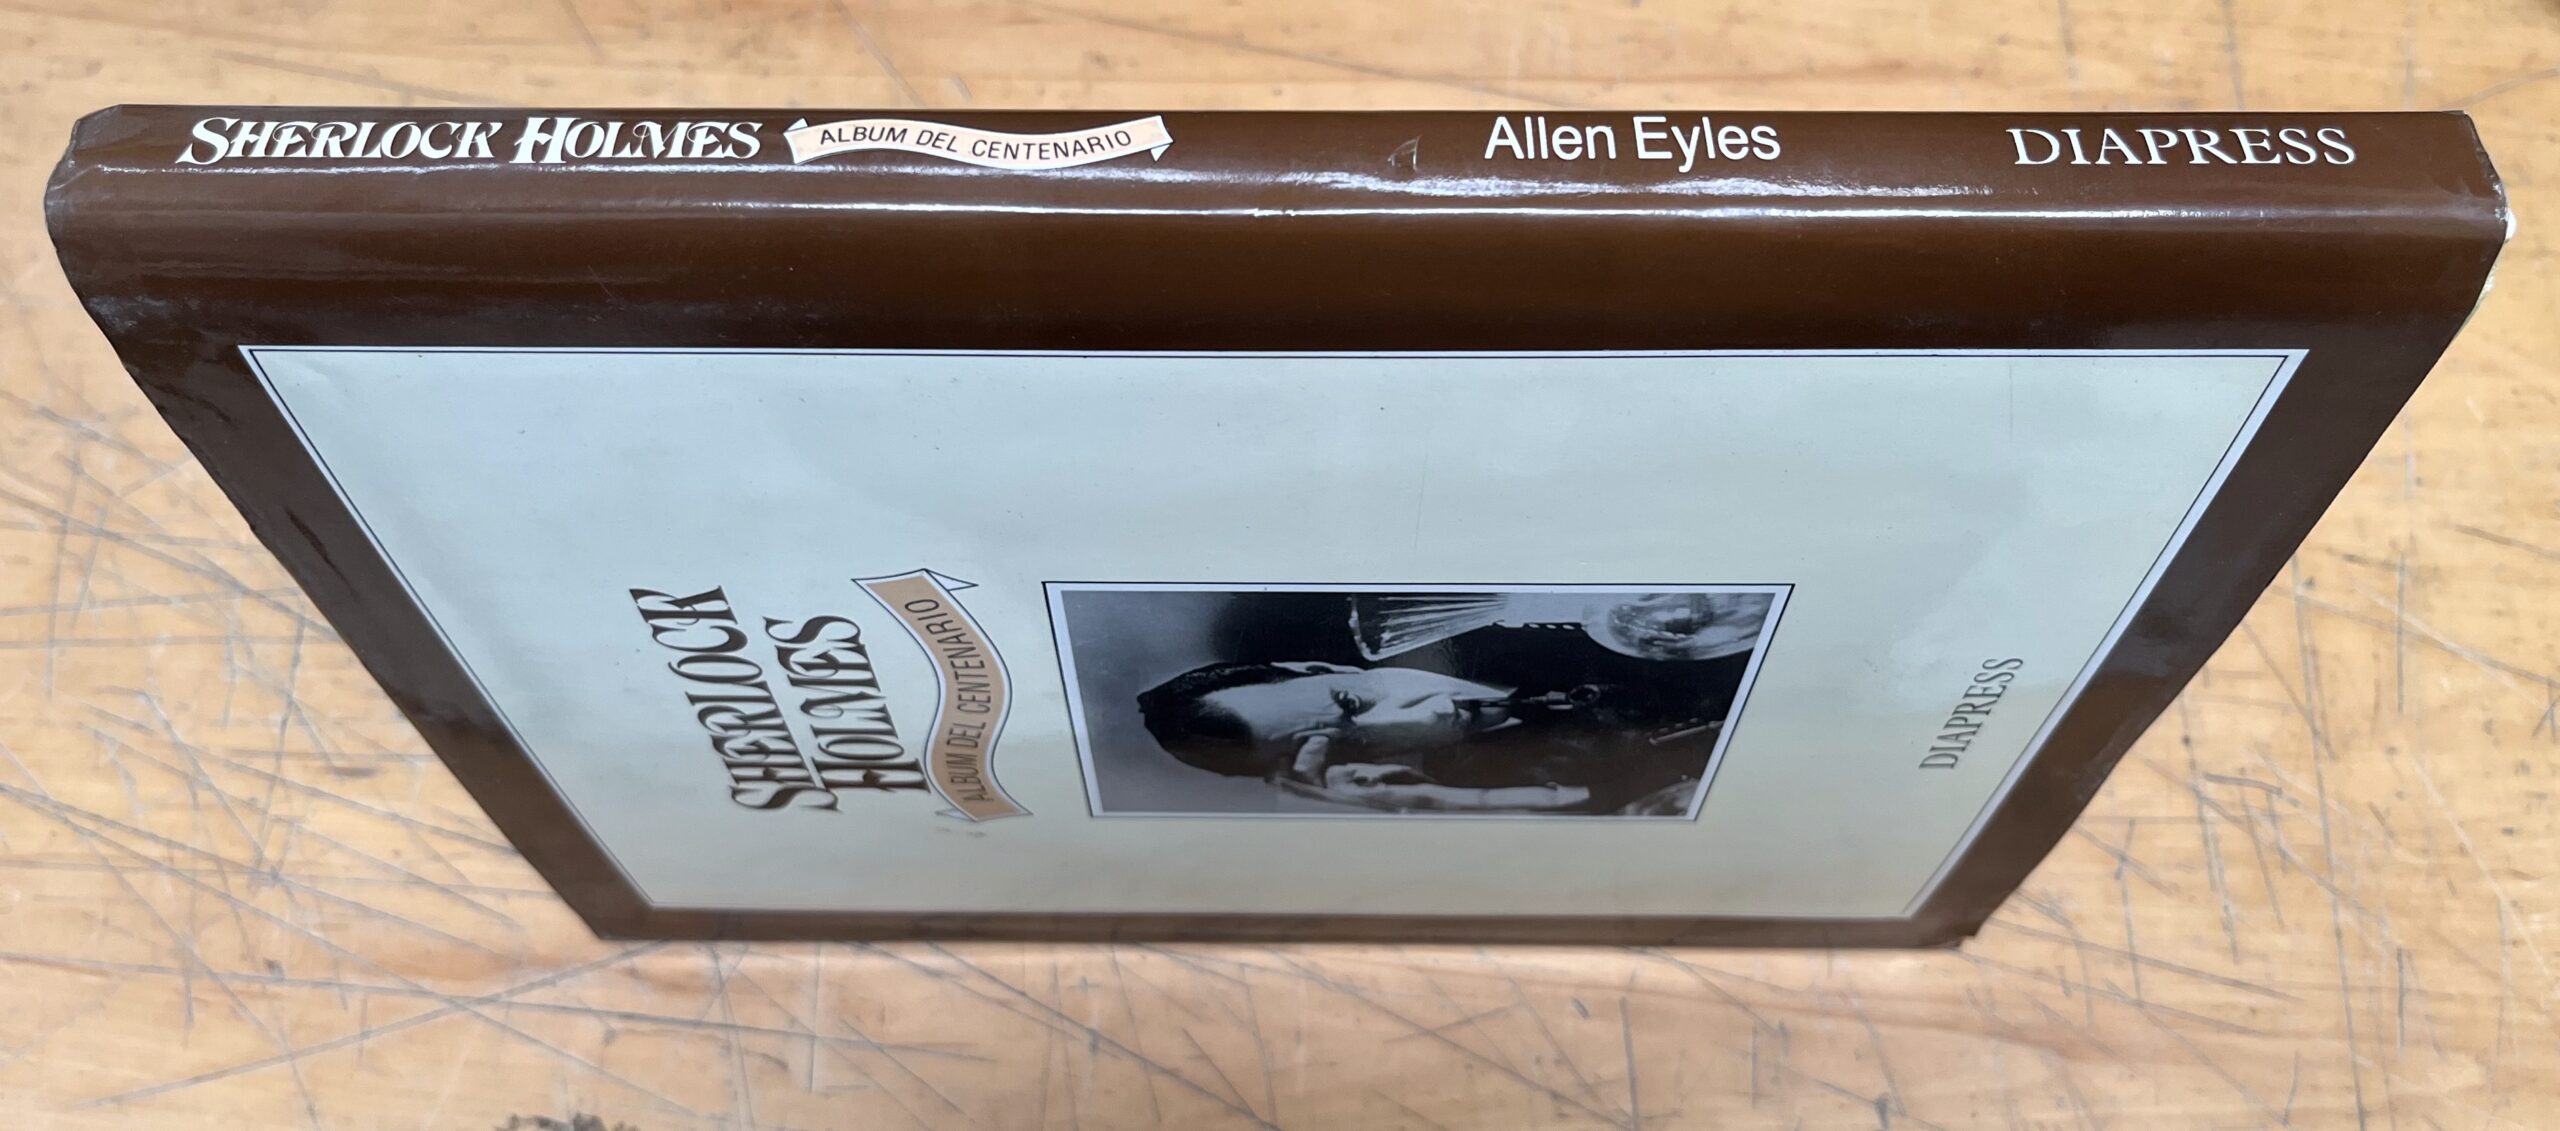 SHERLOCK HOLMES ALBUM DEL CENTENARIO Allen Eyles DIAPRESS
SHERLOCK
HOLMES
ALBUM DEL CENTENARIO
DIAPRESS